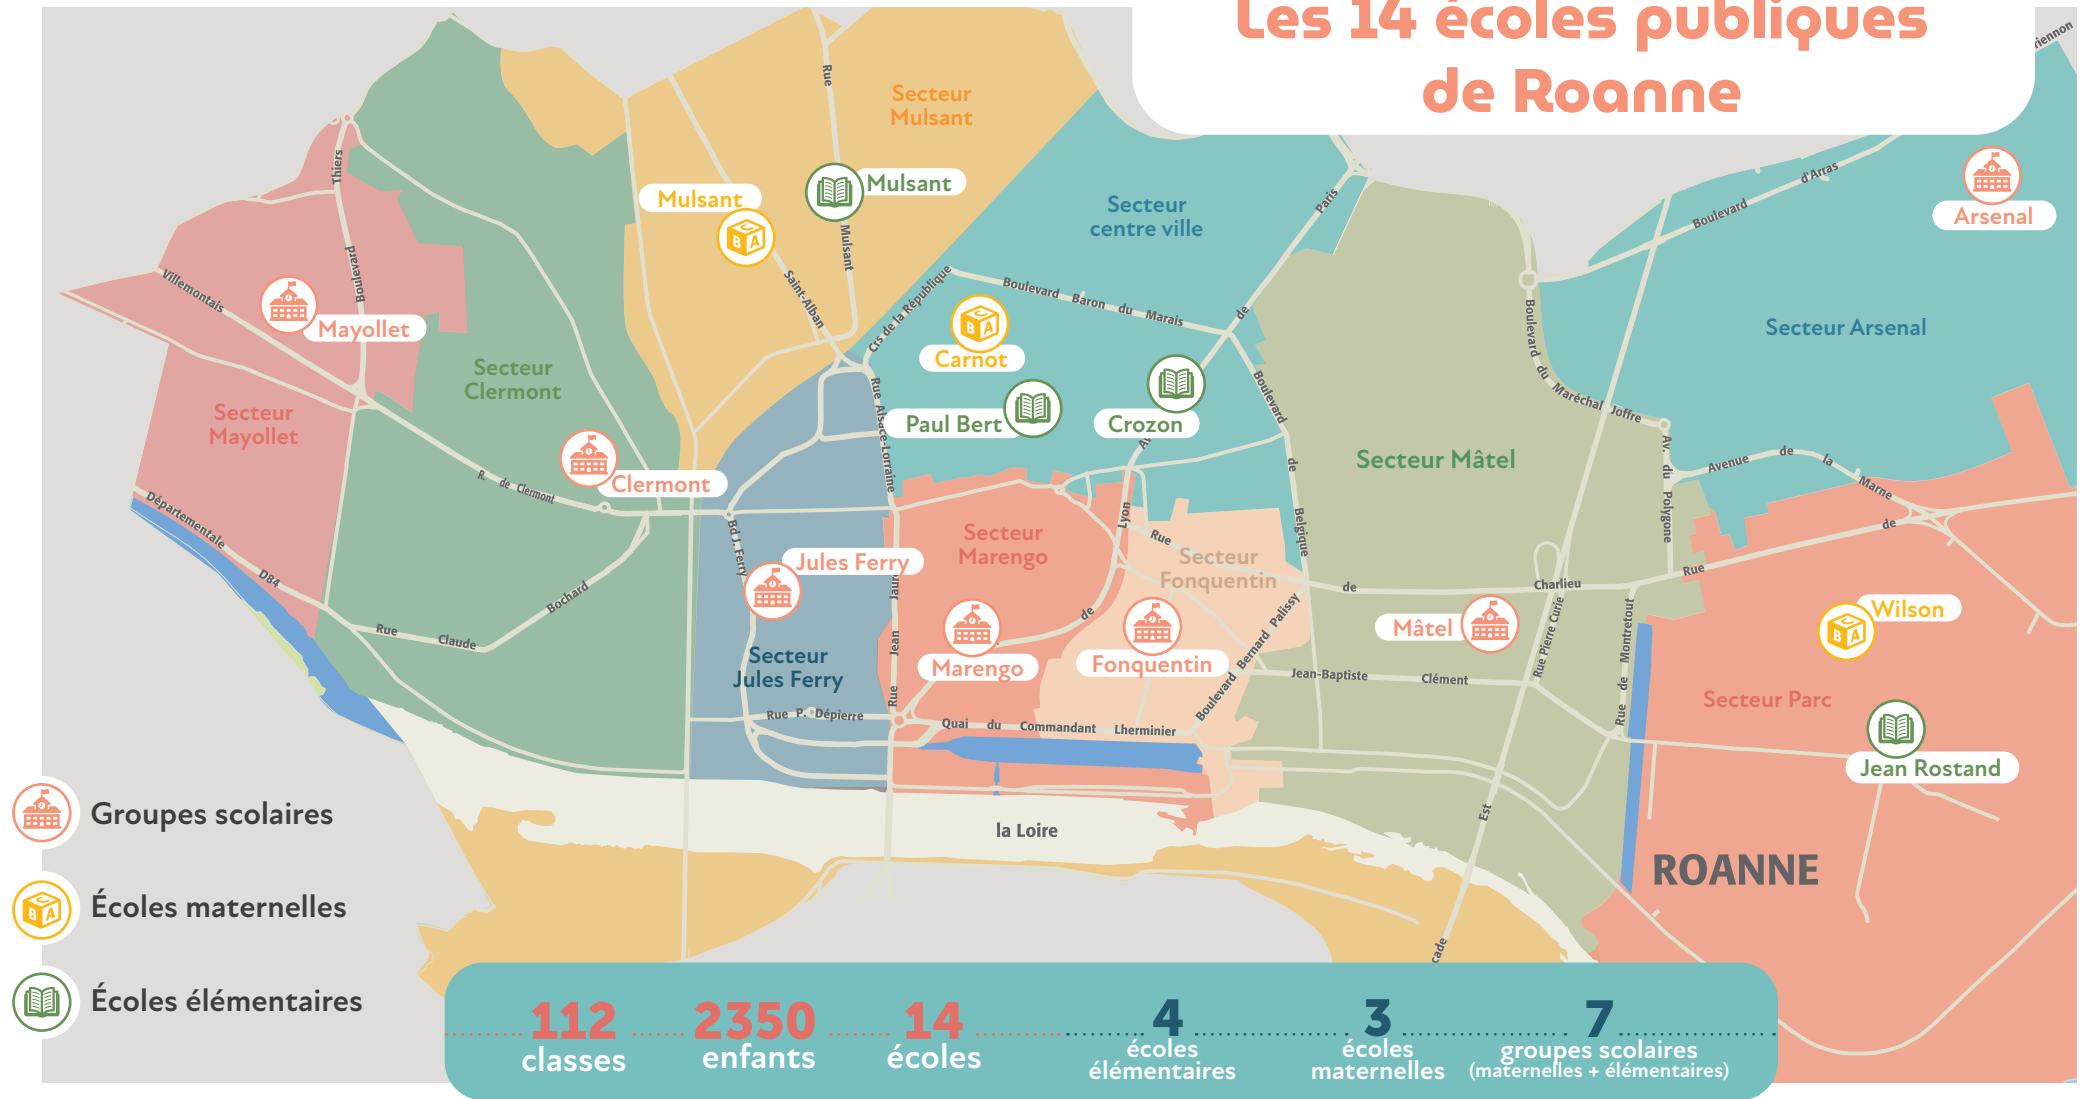 Les 14 écoles publiques
de Roanne
Secteur
Mulsant
Rue
Mulsant
Mulsant
Mulsant
Saint-Alban
Secteur
centre ville
Paris
de
Boulevard
d'Arras
Arsenal
Secteur Arsenal
Thiers
Boulevard
Villemontais
Mayollet
Secteur
Mayollet
Secteur
Clermont
Clermont
R. de Clermont
Crs de la République
Boulevard Baron du Marais
Carnot
Paul Bert
Crozon
Rue Alsace-Lorraine
Boulevard
de
Belgique
Boulevard du Maréchal Joffre
Secteur Mâtel
Av. du Polygone
Avenue de la Marne
Départementale
D84
Rue Claude
Bochard
Bd J. Ferry
Jules Ferry
Secteur
Jules Ferry
Rue P. Dépierre
Rue Jean
Secteur
Marengo
Marengo
Lyon
de
Rue
de
Charlieu
Rue
de
Secteur
Fonquentin
Fonquentin
Boulevard Bernard Palissy
Jean-Baptiste Clément
Mâtel
Rue Pierre Curie
Rue de Montretout
Wilson
Secteur Parc
Jean Rostand
Quai du Commandant Lherminier
la Loire
Est
ROANNE
Groupes scolaires
Écoles maternelles
Écoles élémentaires
112
classes
2350
enfants
14
écoles
4
écoles
élémentaires
3
écoles
maternelles
7
groupes scolaires
(maternelles + élémentaires)